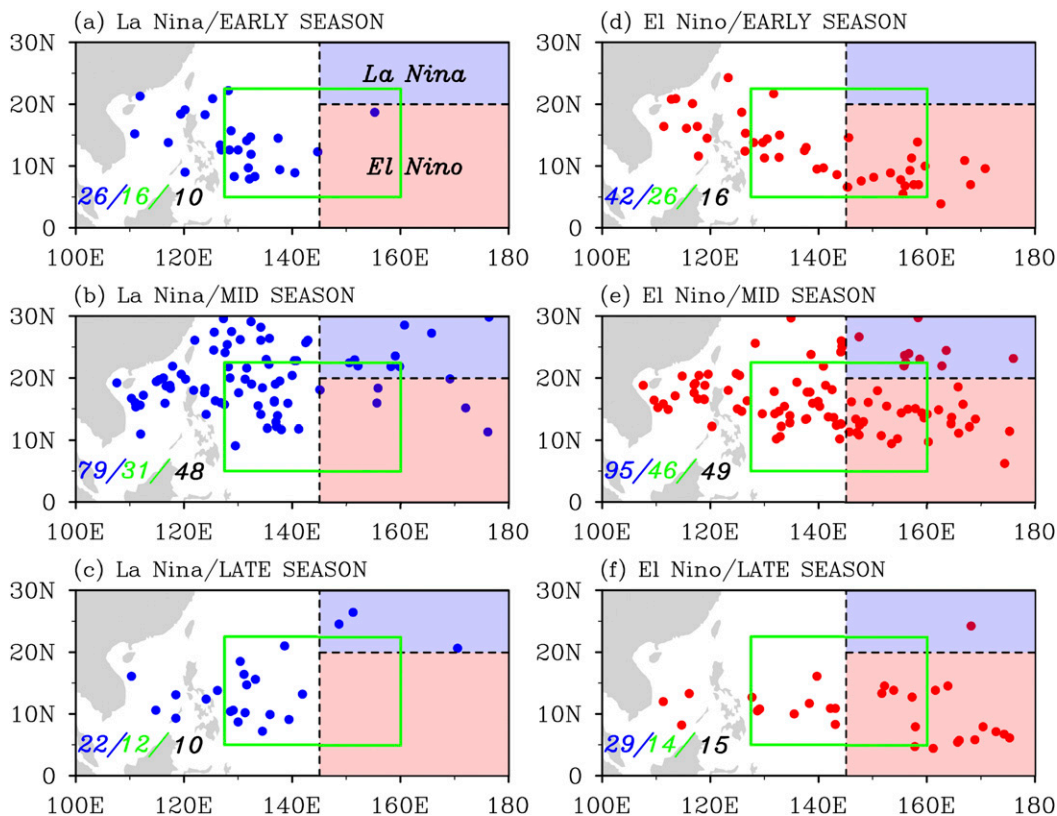 (a) La Nina/EARLY SEASON
30N
20N
10N
0
La Nina
El Nino
26/16/10
100E 120E 140E 160E 180
(d) El Nino/EARLY SEASON
30N
20N
10N
0
42/26/16
100E 120E 140E 160E 180
(b) La Nina/MID SEASON
30N
20N
10N
0
79/31/48
100E 120E 140E 160E 180
(e) El Nino/MID SEASON
30N
20N
10N
0
95/46/49
100E 120E 140E 160E 180
(c) La Nina/LATE SEASON
30N
20N
10N
0
22/12/10
100E 120E 140E 160E 180
(f) El Nino/LATE SEASON
30N
20N
10N
0
29/14/15
100E 120E 140E 160E 180